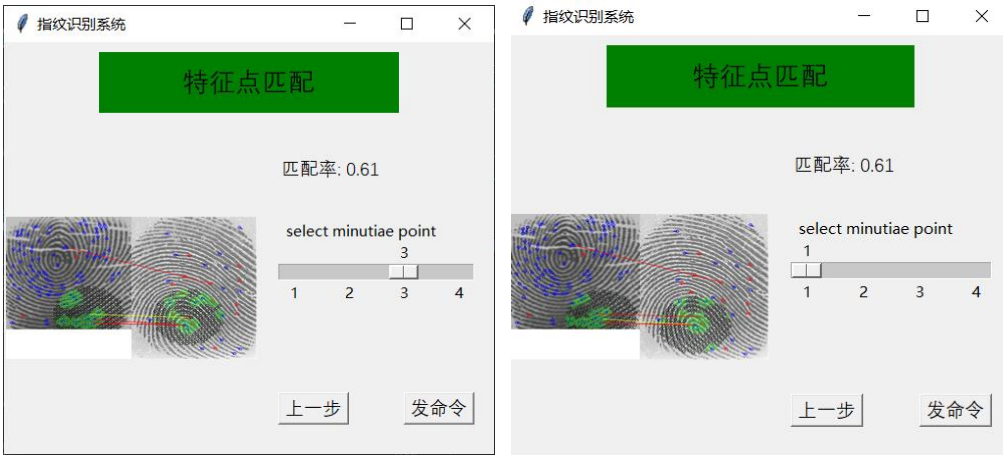 指纹识别系统
特征点匹配
匹配率: 0.61
select minutiae point
3
1 2 3 4
上一步 发命令
指纹识别系统
特征点匹配
匹配率: 0.61
select minutiae point
1
1 2 3 4
上一步 发命令